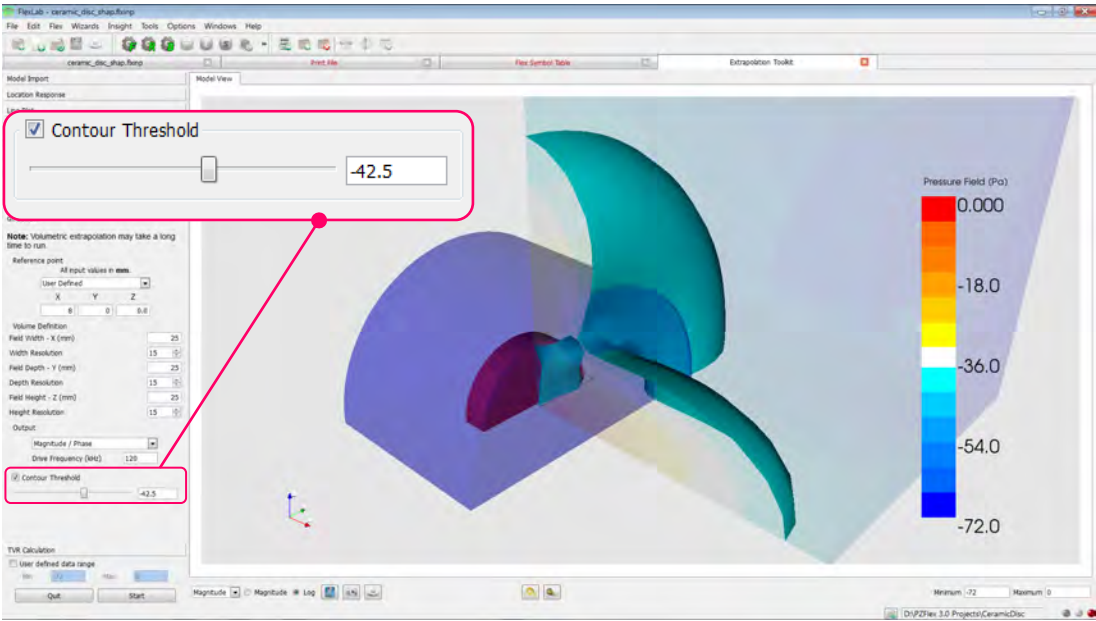 FlexLab - ceramic_disc_shap.flxinp
File Edit Flex Wizards Insight Tools Options Windows Help
ceramic_disc_shap.flxinp
Print File
Flex Symbol Table
Extrapolation Toolkit
Model Import
Model View
Location Response
Contour Threshold
-42.5
Note: Volumetric extrapolation may take a long
time to run.
Reference point
All input values in mm.
User Defined
X Y Z
0 0.0
Volume Definition
Field Width - X (mm) 25
Width Resolution 15
Field Depth - Y (mm) 25
Depth Resolution 15
Field Height - Z (mm) 25
Height Resolution 15
Output
Magnitude / Phase
Drive Frequency (kHz) 120
Contour Threshold
-42.5
Pressure Field (Pa)
0.000
-18.0
-36.0
-54.0
-72.0
TVR Calculation
User defined data range
Min -72 Max 0
Quit Start
Magnitude Magnitude Log
Minimum -72 Maximum 0
D:\PZFlex 3.0 Projects\CeramicDisc